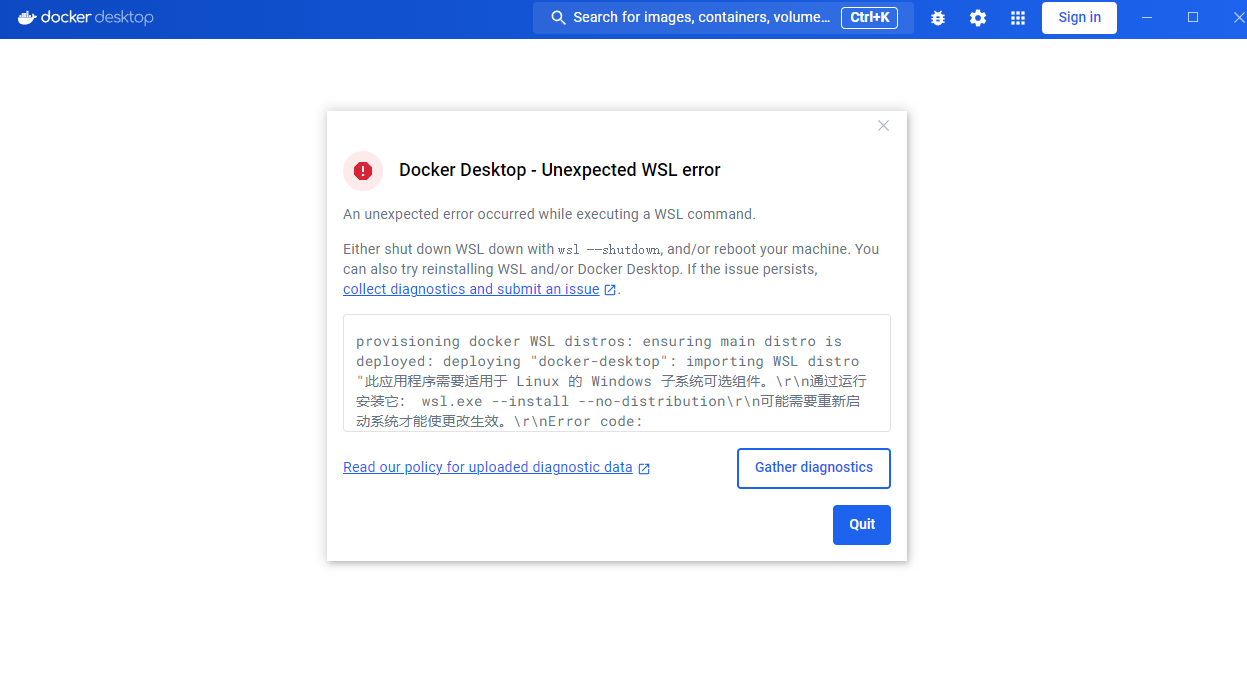 docker desktop
Search for images, containers, volume...
Ctrl+K
Sign in
Docker Desktop - Unexpected WSL error
An unexpected error occurred while executing a WSL command.
Either shut down WSL down with wsl --shutdown, and/or reboot your machine. You
can also try reinstalling WSL and/or Docker Desktop. If the issue persists,
collect diagnostics and submit an issue.
provisioning docker WSL distros: ensuring main distro is
deployed: deploying "docker-desktop": importing WSL distro
"此应用程序需要适用于 Linux 的 Windows 子系统可选组件。\r\n通过运行
安装它： wsl.exe --install --no-distribution\r\n可能需要重新启
动系统才能使更改生效。\r\nError code:
Read our policy for uploaded diagnostic data
Gather diagnostics
Quit